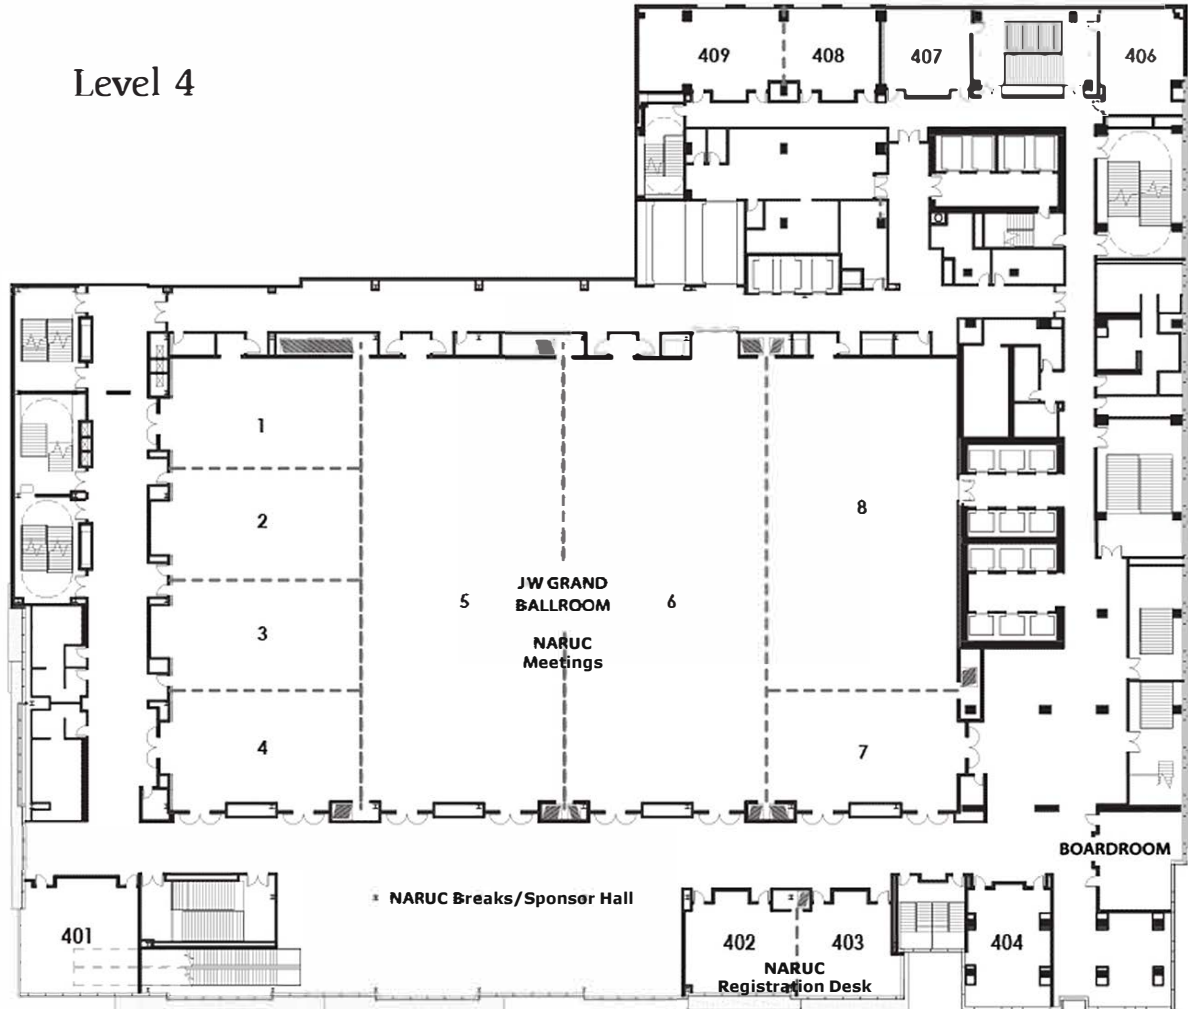 Level 4
409
408
407
406
1
2
8
JW GRAND
BALLROOM
5
6
3
NARUC
Meetings
4
7
BOARDROOM
NARUC Breaks/Sponsor Hall
401
402
403
404
NARUC
Registration Desk